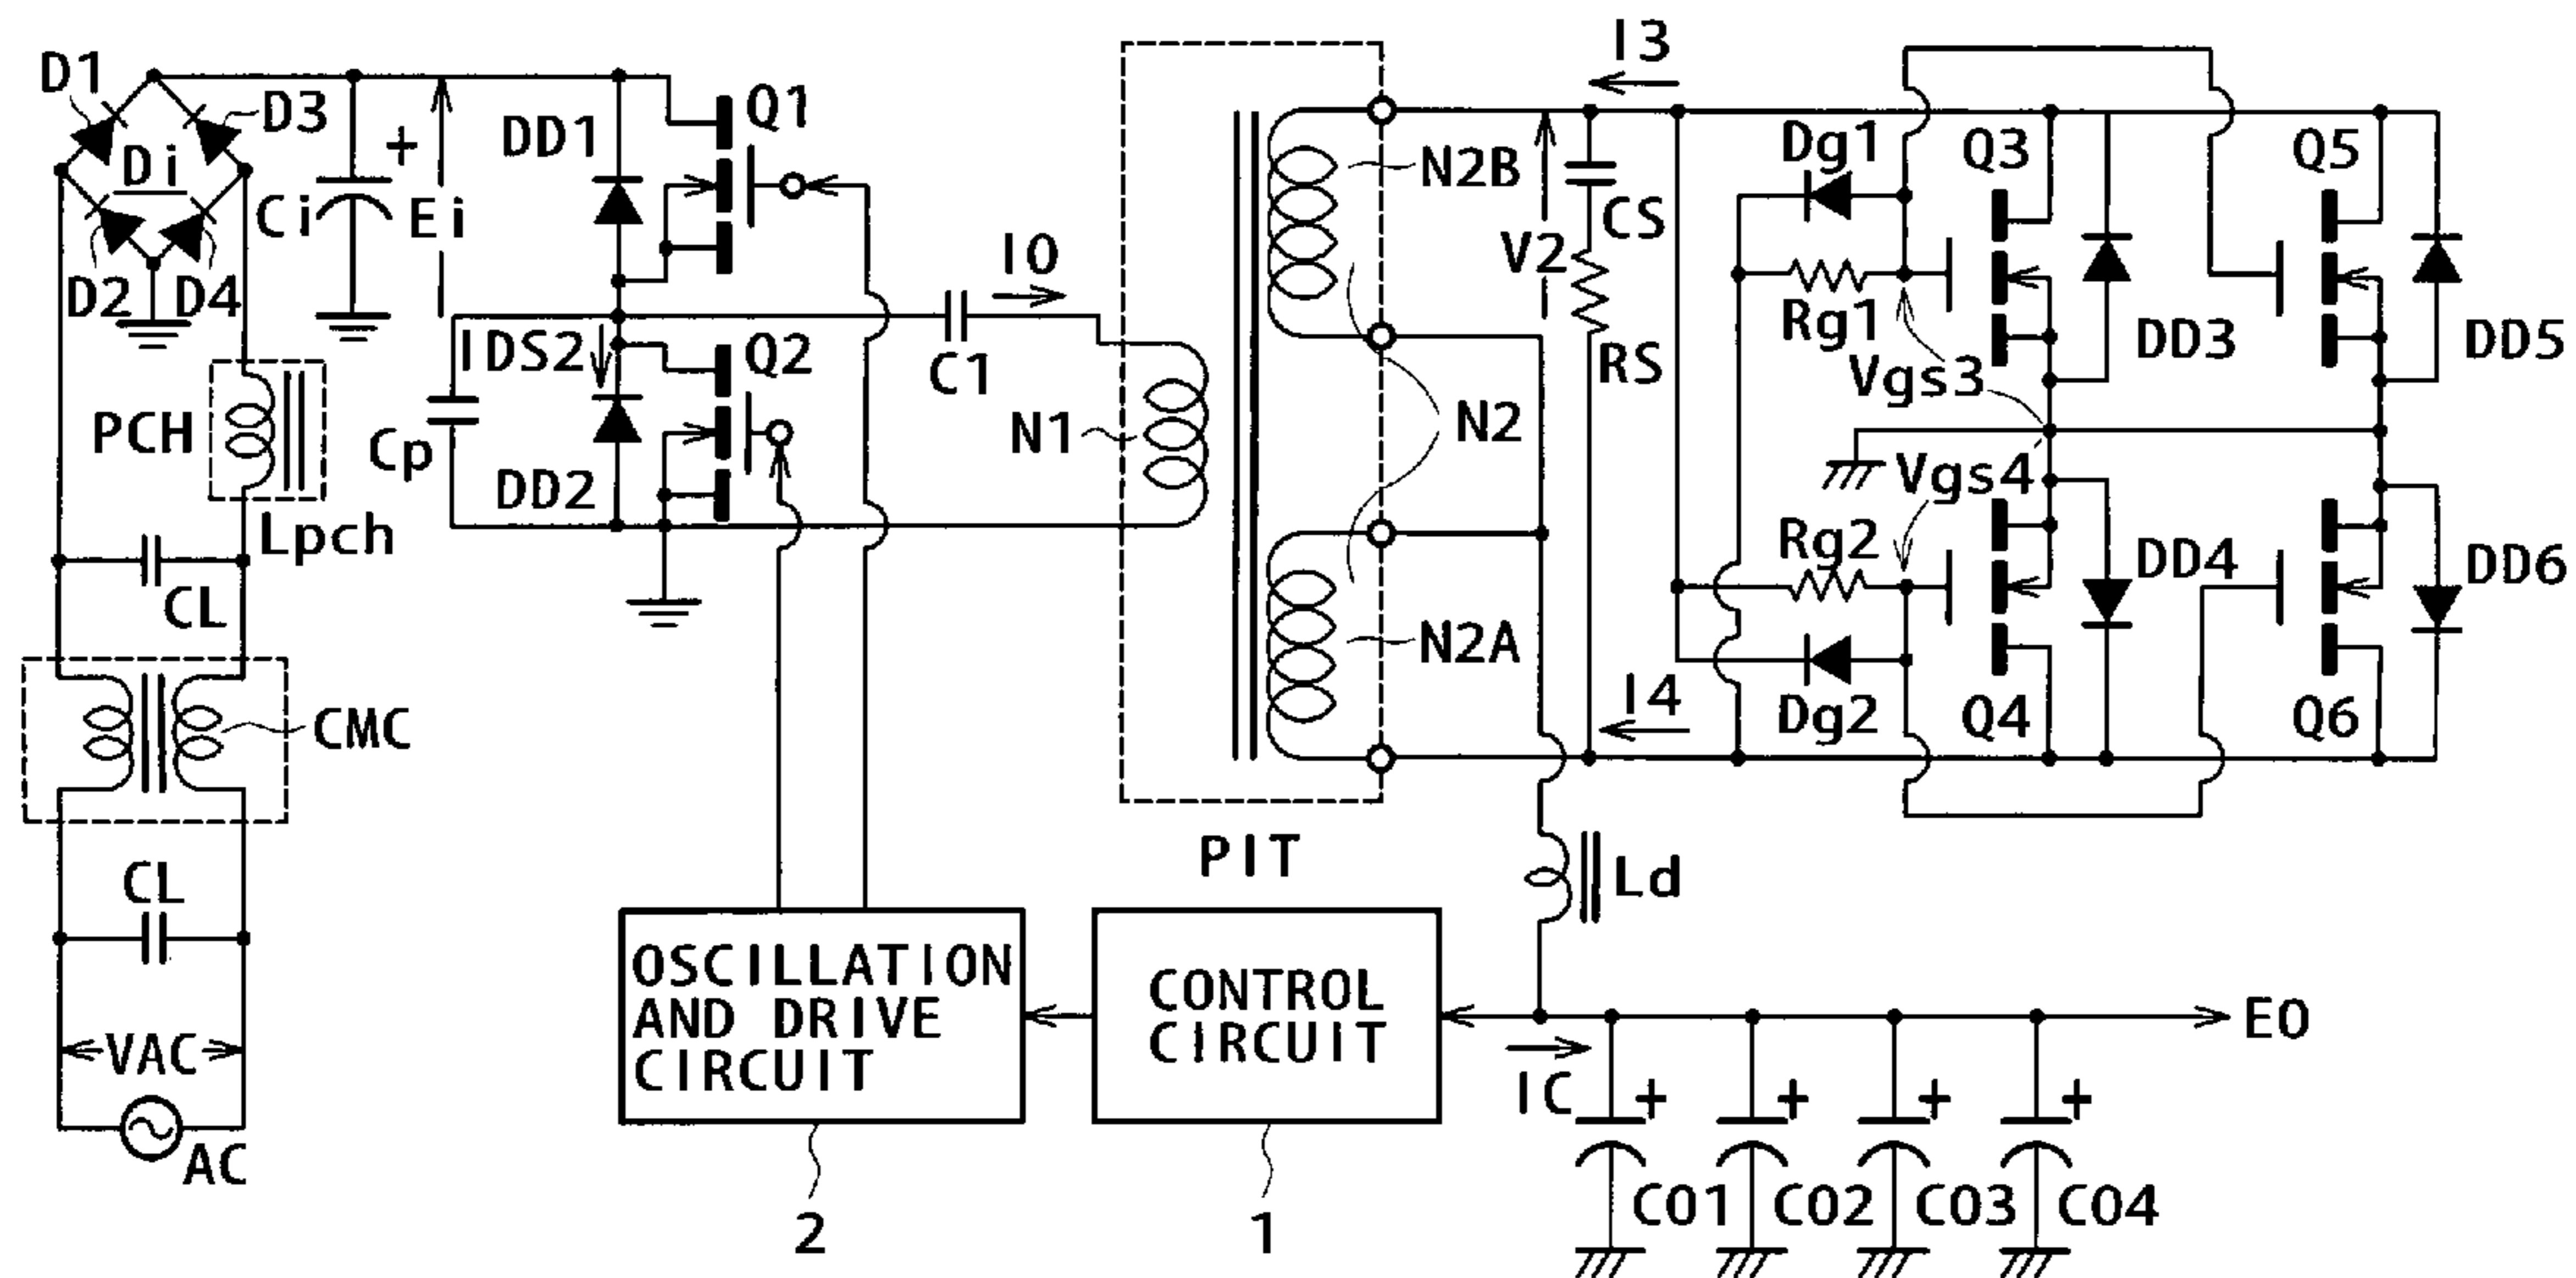 I3
D1
D3
Di
D2
D4
Ci
+
Ei
DD1
Q1
IDS2
Q2
Cp
DD2
I0
C1
N1
N2B
V2
CS
RS
N2
N2A
I4
Dg1
Rg1
Vgs3
Q3
DD3
Q5
DD5
Vgs4
Rg2
Dg2
Q4
DD4
Q6
DD6
PCH
Lpch
CL
CMC
CL
VAC
AC
PIT
Ld
OSCILLATION
AND DRIVE
CIRCUIT
2
CONTROL
CIRCUIT
1
E0
IC
+
+
+
+
C01
C02
C03
C04